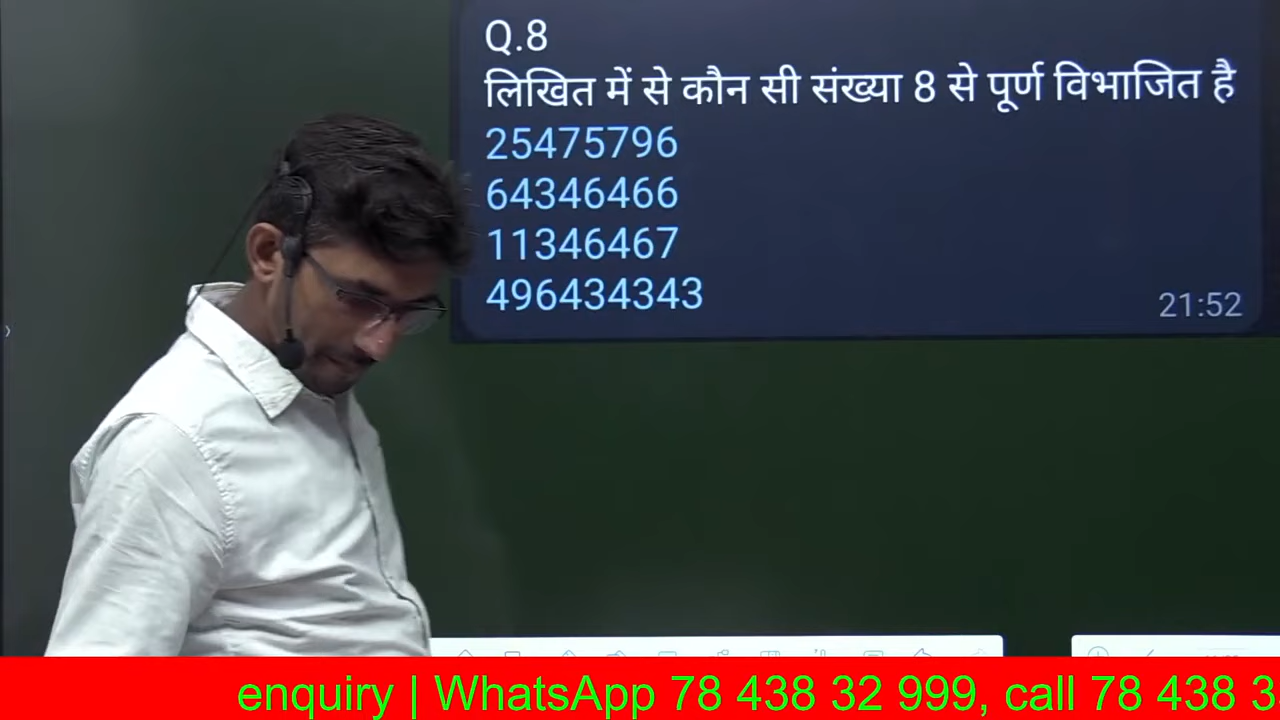 Q.8
लिखित में से कौन सी संख्या 8 से पूर्ण विभाजित है
25475796
64346466
11346467
496434343
21:52
enquiry | WhatsApp 78 438 32 999, call 78 438 3